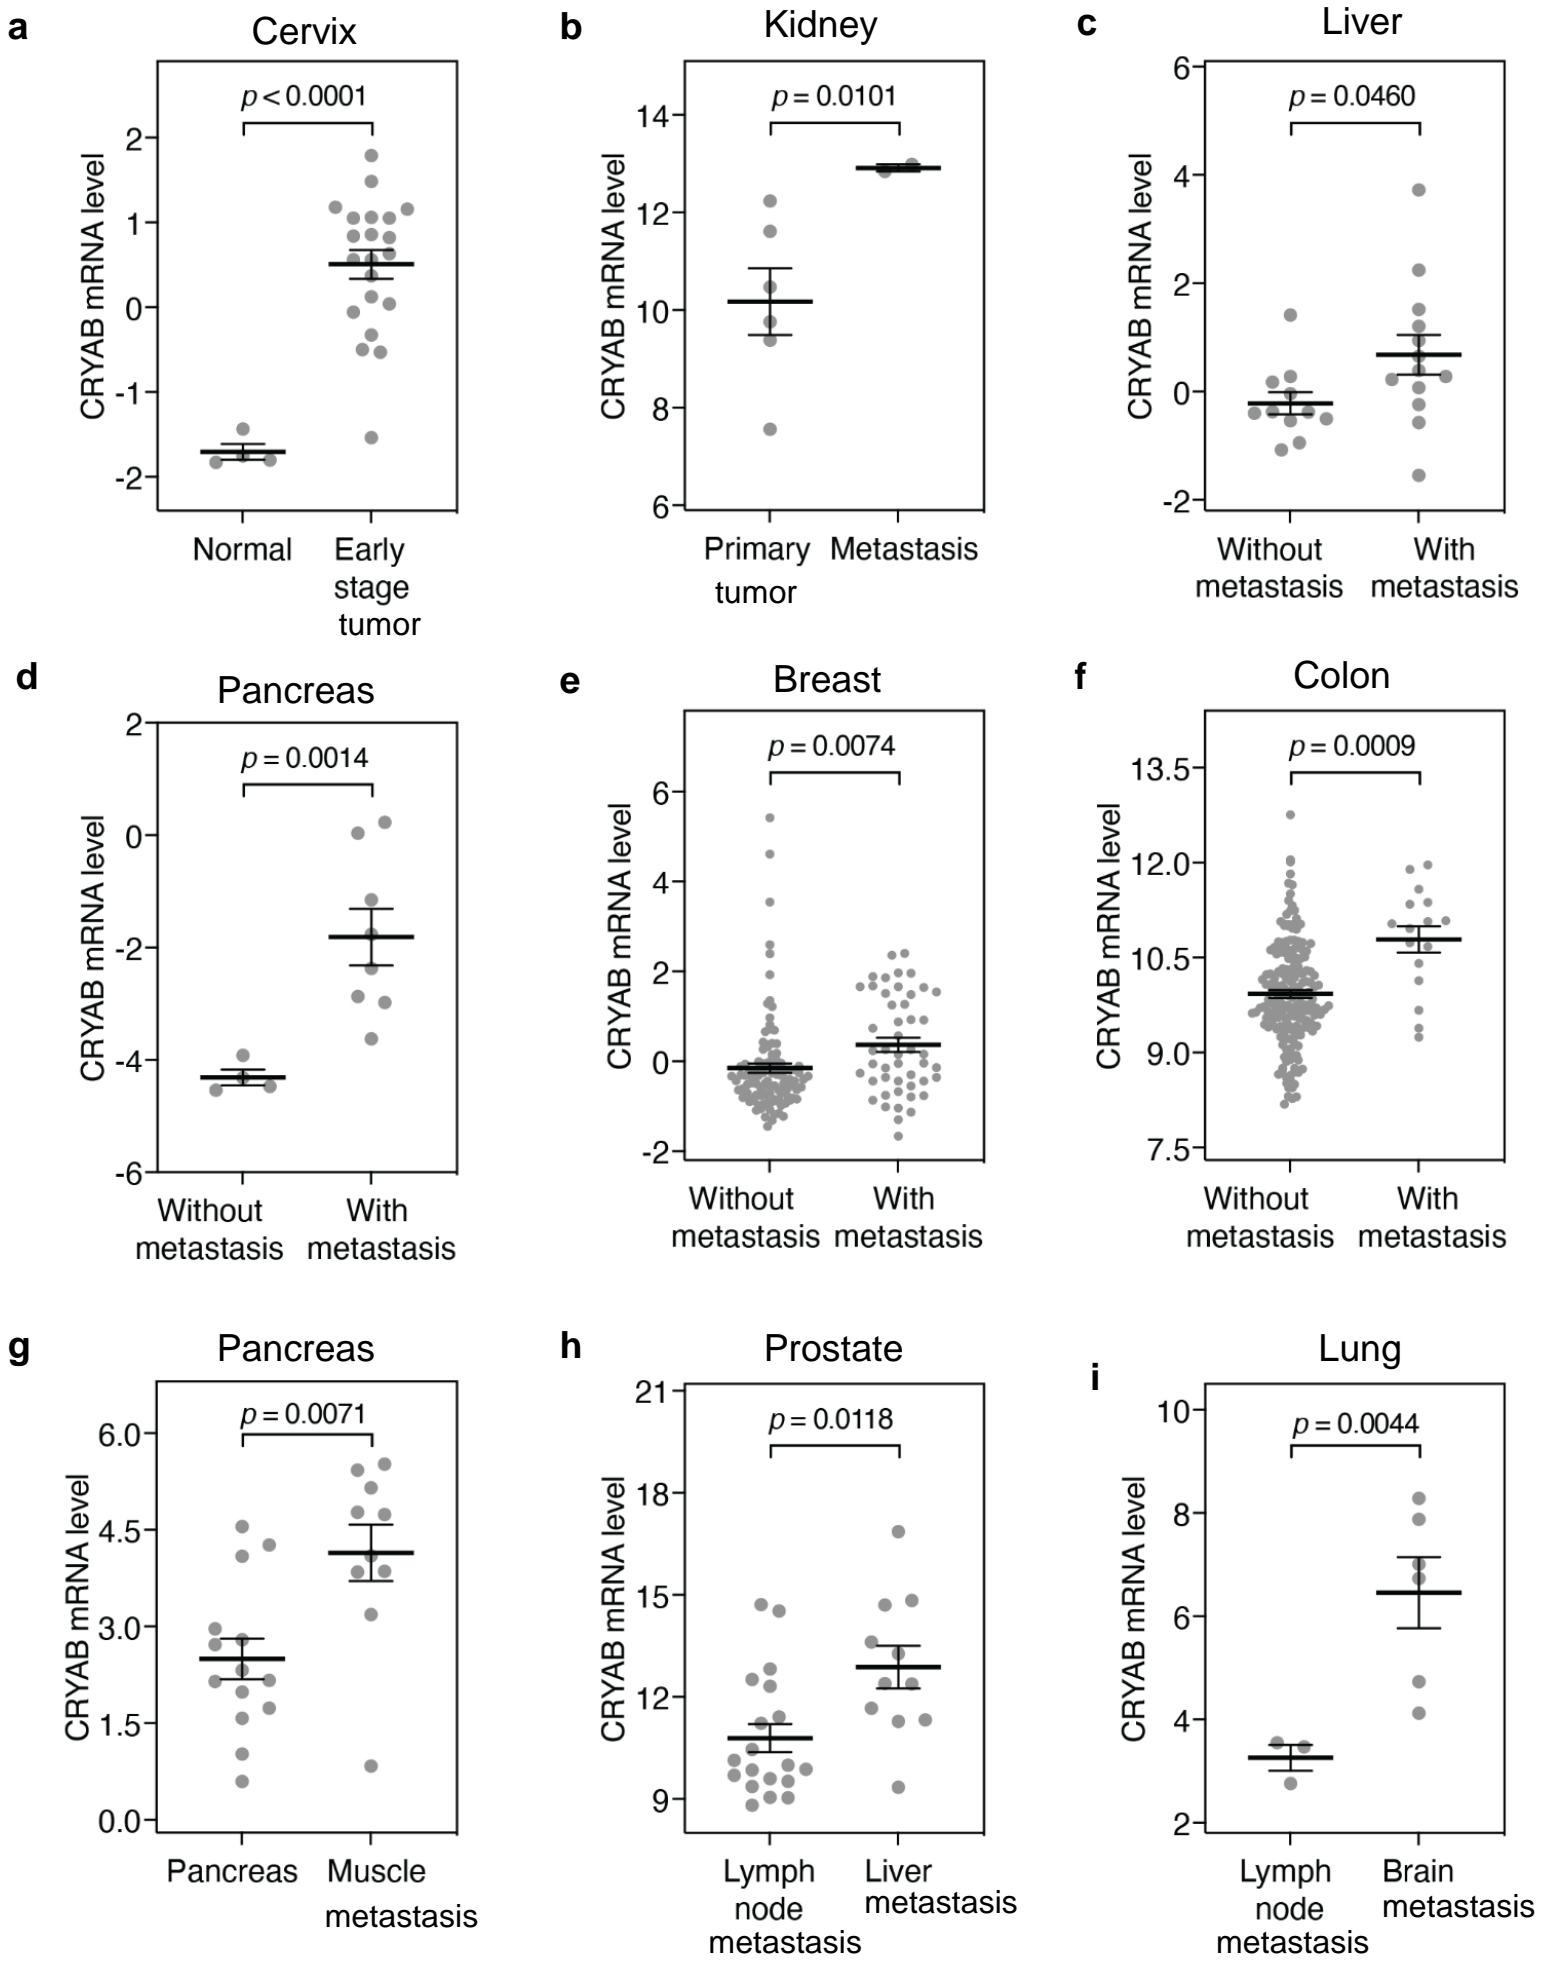 a
Cervix
p < 0.0001
CRYAB mRNA level
2
1
0
-1
-2
Normal
Early
stage
tumor
b
Kidney
p = 0.0101
CRYAB mRNA level
14
12
10
8
6
Primary
tumor
Metastasis
c
Liver
p = 0.0460
CRYAB mRNA level
6
4
2
0
-2
Without
metastasis
With
metastasis
d
Pancreas
p = 0.0014
CRYAB mRNA level
2
0
-2
-4
-6
Without
metastasis
With
metastasis
e
Breast
p = 0.0074
CRYAB mRNA level
6
4
2
0
-2
Without
metastasis
With
metastasis
f
Colon
p = 0.0009
CRYAB mRNA level
13.5
12.0
10.5
9.0
7.5
Without
metastasis
With
metastasis
g
Pancreas
p = 0.0071
CRYAB mRNA level
6.0
4.5
3.0
1.5
0.0
Pancreas
Muscle
metastasis
h
Prostate
p = 0.0118
CRYAB mRNA level
21
18
15
12
9
Lymph
node
metastasis
Liver
metastasis
i
Lung
p = 0.0044
CRYAB mRNA level
10
8
6
4
2
Lymph
node
metastasis
Brain
metastasis